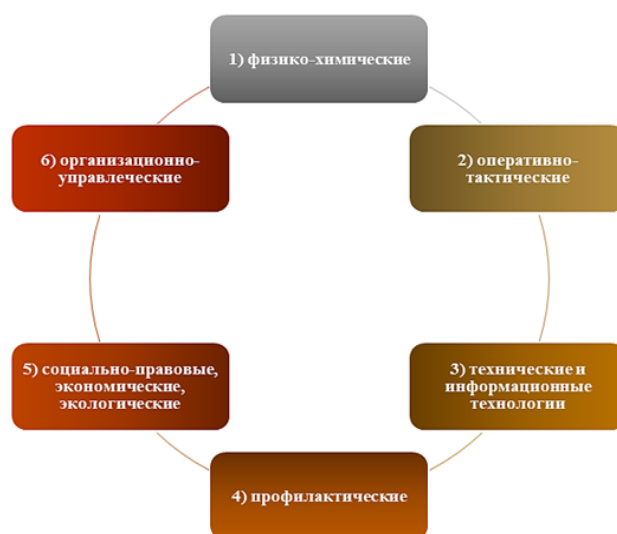 1) физико-химические
2) оперативно-
тактические
3) технические и
информационные
технологии
4) профилактические
5) социально-правовые,
экономические,
экологические
6) организационно-
управлеческие